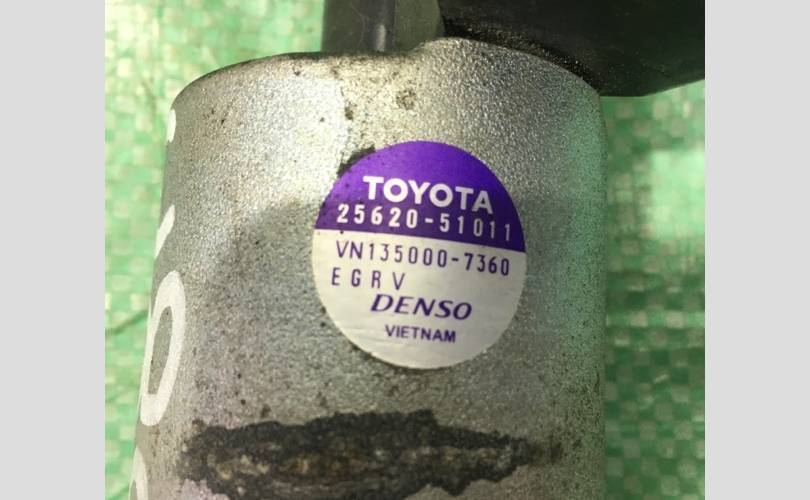 TOYOTA
25620-51011
VN135000-7360
EGRV
DENSO
VIETNAM